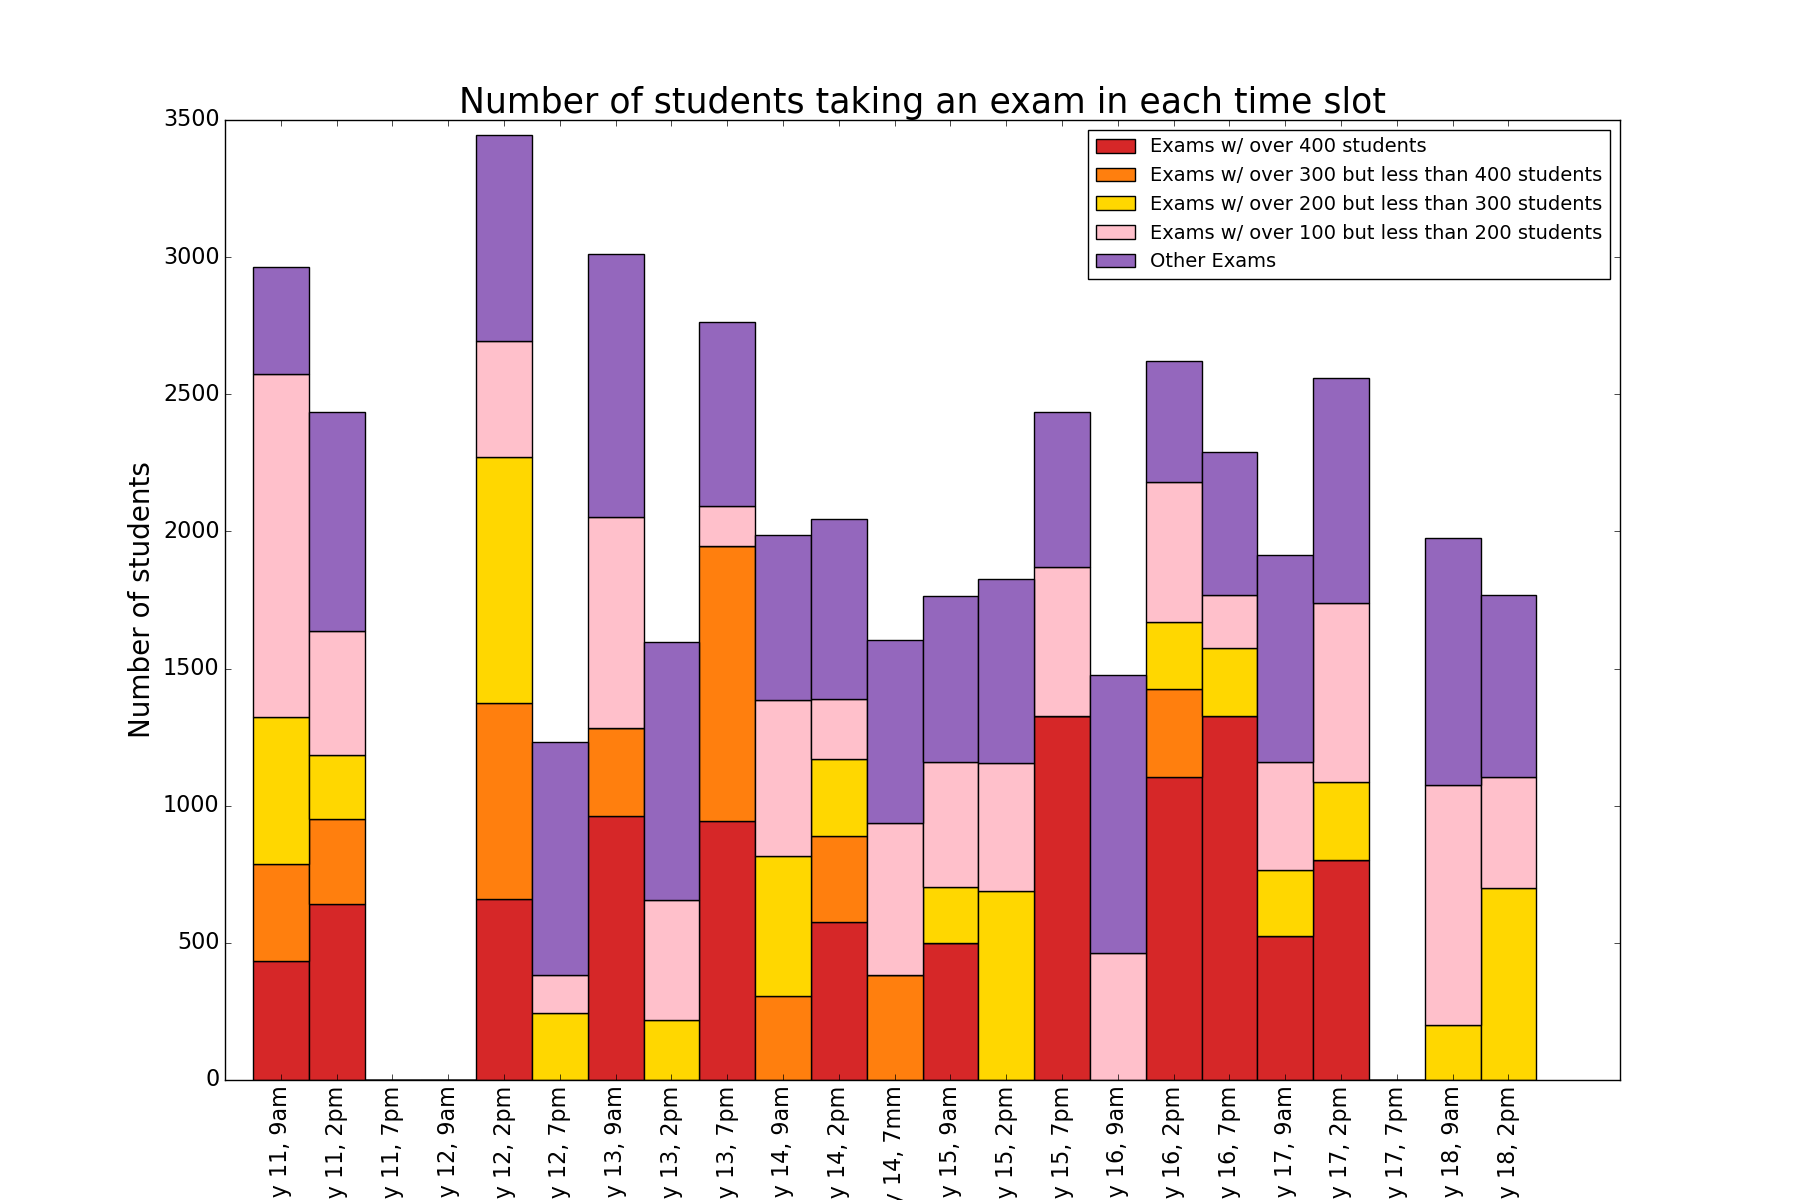 Number of students taking an exam in each time slot
Exams w/ over 400 students
Exams w/ over 300 but less than 400 students
Exams w/ over 200 but less than 300 students
Exams w/ over 100 but less than 200 students
Other Exams
Number of students
3500
3000
2500
2000
1500
1000
500
0
y 11, 9am
y 11, 2pm
y 11, 7pm
y 12, 9am
y 12, 2pm
y 12, 7pm
y 13, 9am
y 13, 2pm
y 13, 7pm
y 14, 9am
y 14, 2pm
y 14, 7mm
y 15, 9am
y 15, 2pm
y 15, 7pm
y 16, 9am
y 16, 2pm
y 16, 7pm
y 17, 9am
y 17, 2pm
y 17, 7pm
y 18, 9am
y 18, 2pm